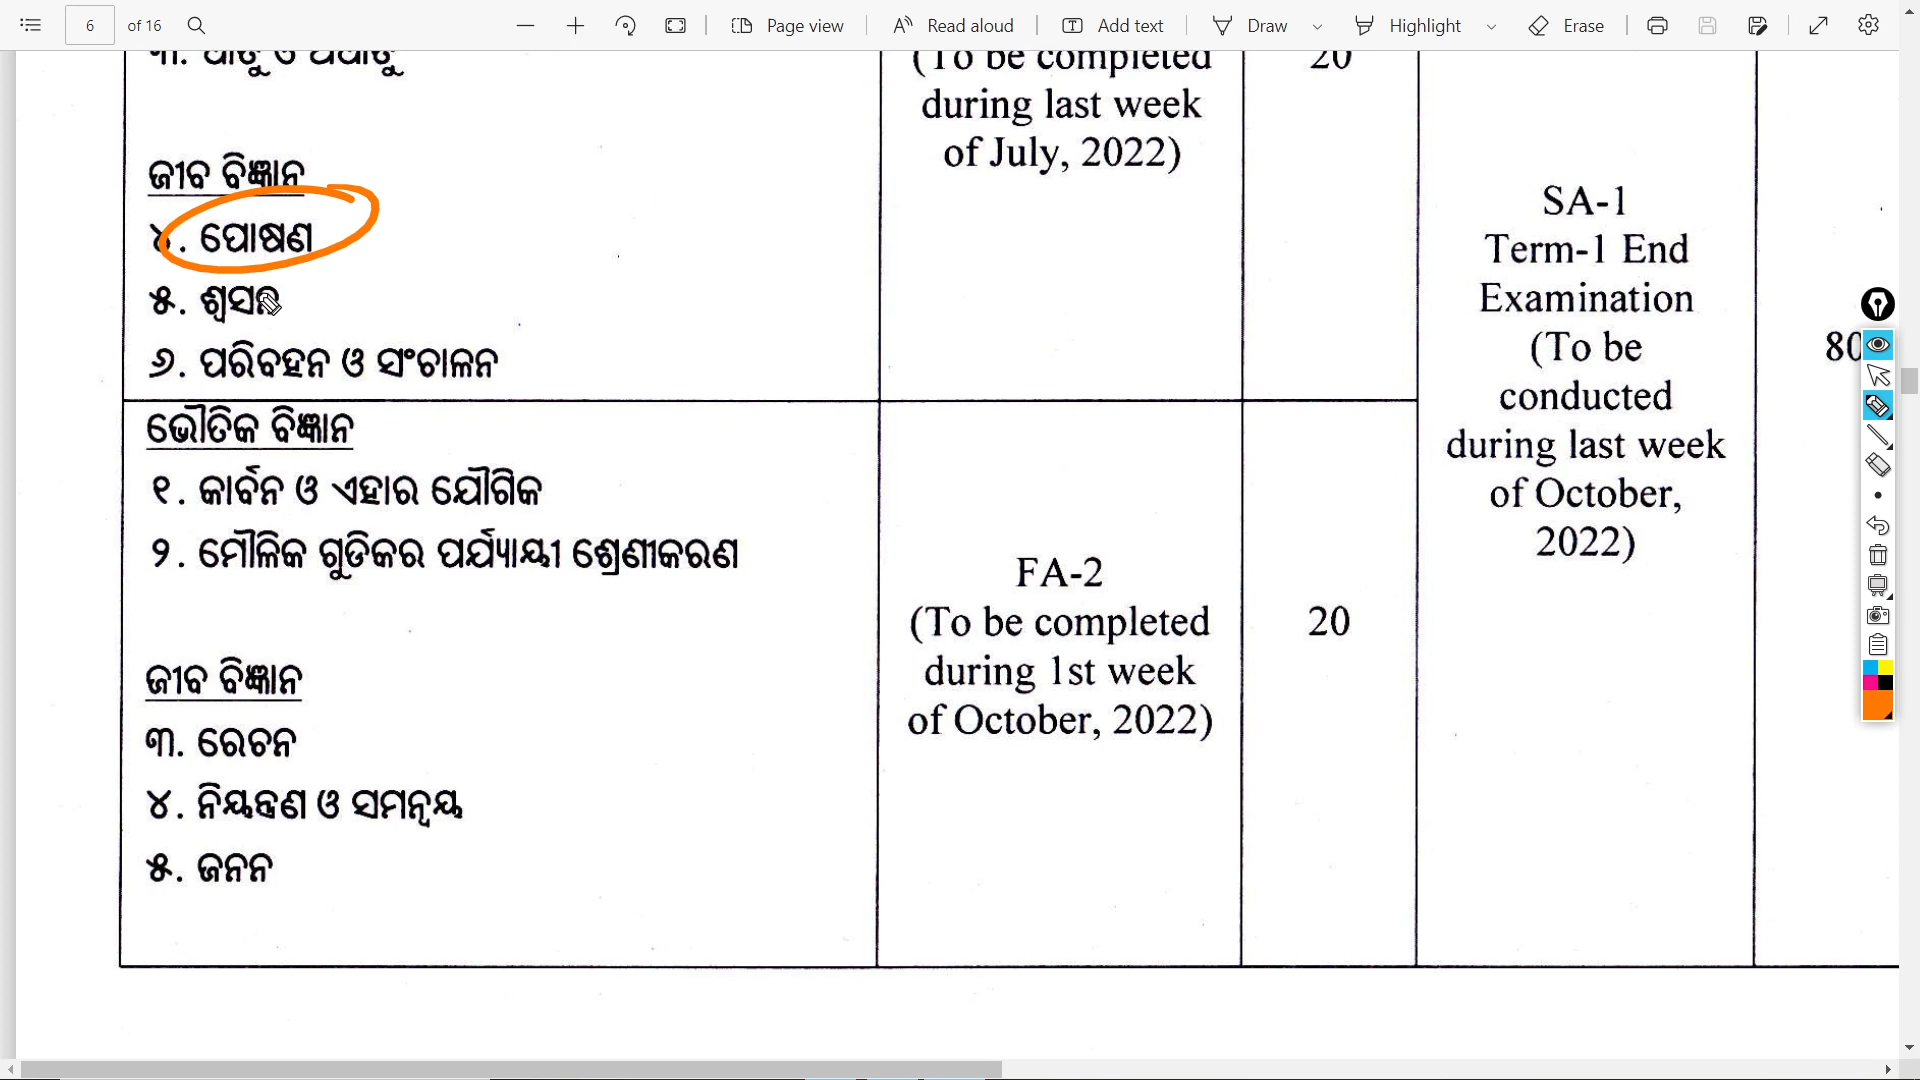 6 of 16 Page view Read aloud Add text Draw Highlight Erase
୩. ଧାତୁ ଓ ଅଧାତୁ
ଜୀବ ବିଜ୍ଞାନ
୪. ପୋଷଣ
୫. ଶ୍ୱସନ
୬. ପରିବହନ ଓ ସଂଚାଳନ
(To be completed
during last week
of July, 2022)
20
ଭୌତିକ ବିଜ୍ଞାନ
୧. କାର୍ବନ ଓ ଏହାର ଯୌଗିକ
୨. ମୌଳିକ ଗୁଡିକର ପର୍ଯ୍ୟାୟୀ ଶ୍ରେଣୀକରଣ
ଜୀବ ବିଜ୍ଞାନ
୩. ରେଚନ
୪. ନିୟନ୍ତ୍ରଣ ଓ ସମନ୍ୱୟ
୫. ଜନନ
FA-2
(To be completed
during 1st week
of October, 2022)
20
SA-1
Term-1 End
Examination
(To be
conducted
during last week
of October,
2022)
80